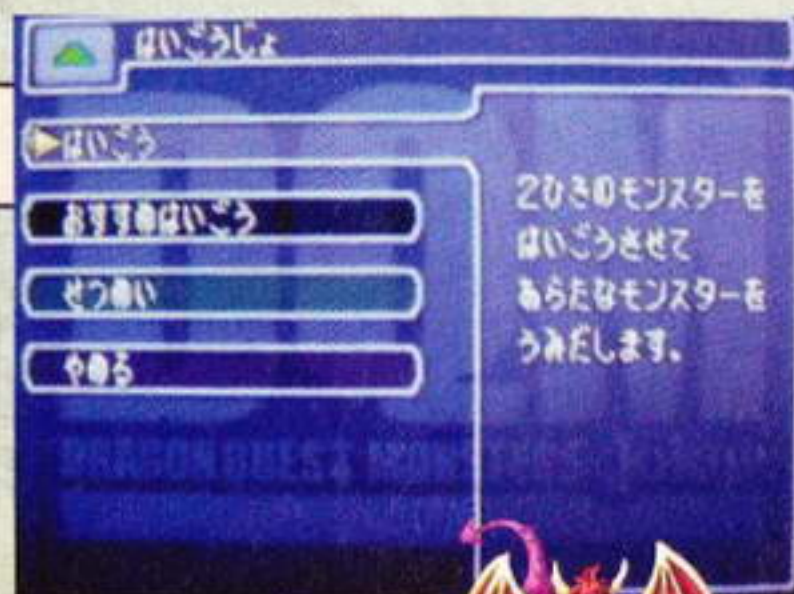 はいごうじょ
はいごう
おすすめはいごう
せつめい
やめる
2ひきのモンスターを
はいごうさせて
あらたなモンスターを
うみだします。
DRAGON QUEST MONSTERS